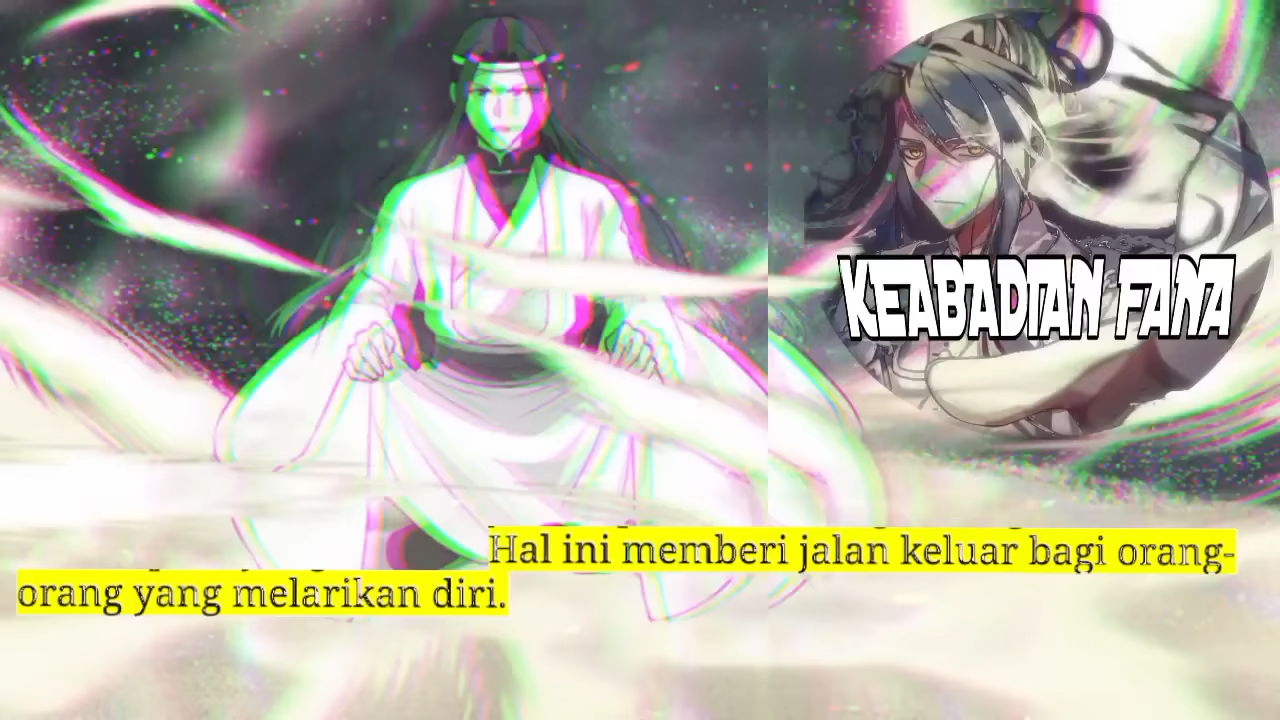 KEABADIAN FANA
Hal ini memberi jalan keluar bagi orang-
orang yang melarikan diri.